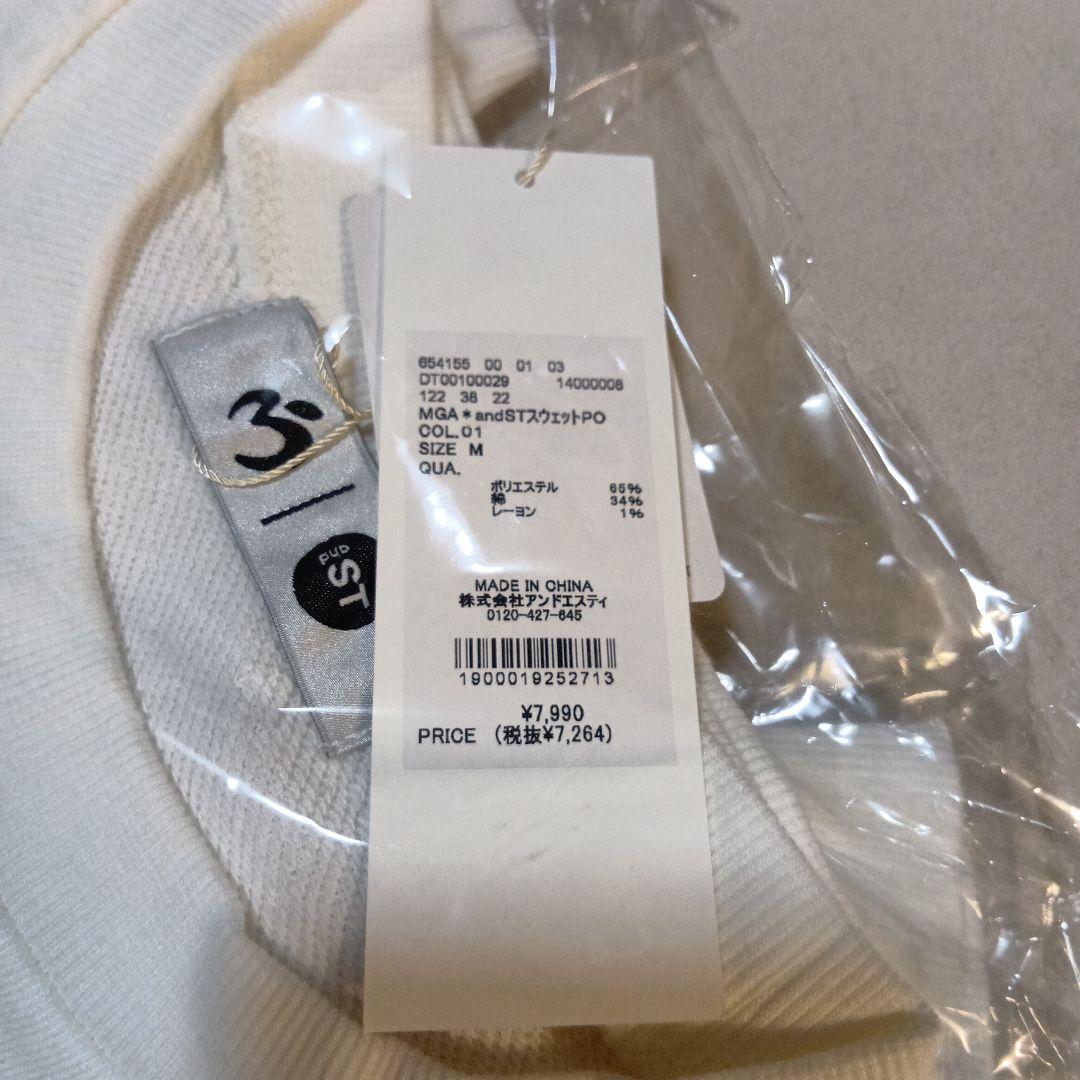 654155 00 01 03
DT00100029 14000008
122 38 22
MGA*andSTスウェットPO
COL.01
SIZE M
QUA.
ポリエステル 65%
綿 34%
レーヨン 1%
MADE IN CHINA
株式会社アンドエスティ
0120-427-645
1900019252713
¥7,990
PRICE (税抜¥7,264)
and
ST